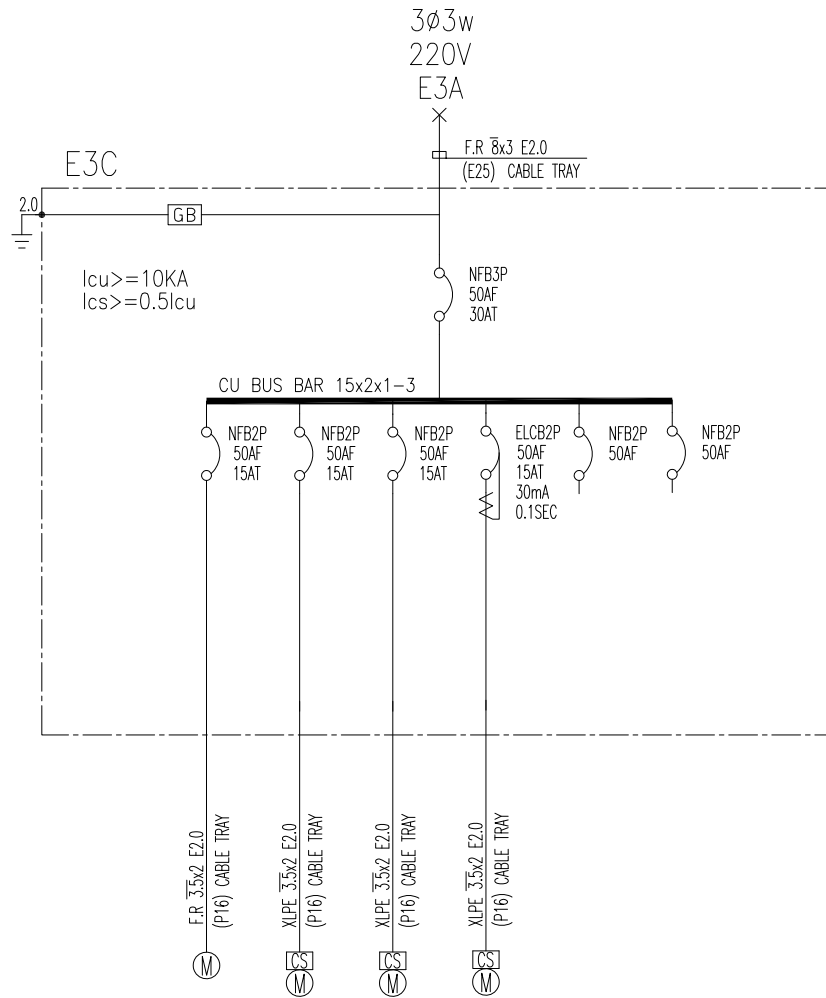 3ø3w
220V
E3A
F.R 8x3 E2.0
(E25) CABLE TRAY
E3C
2.0
GB
Icu>=10KA
Ics>=0.5Icu
NFB3P
50AF
30AT
CU BUS BAR 15x2x1-3
NFB2P
50AF
15AT
NFB2P
50AF
15AT
NFB2P
50AF
15AT
ELCB2P
50AF
15AT
30mA
0.1SEC
NFB2P
50AF
NFB2P
50AF
F.R 3.5x2 E2.0
(P16) CABLE TRAY
XLPE 3.5x2 E2.0
(P16) CABLE TRAY
XLPE 3.5x2 E2.0
(P16) CABLE TRAY
XLPE 3.5x2 E2.0
(P16) CABLE TRAY
M
CS
M
CS
M
CS
M